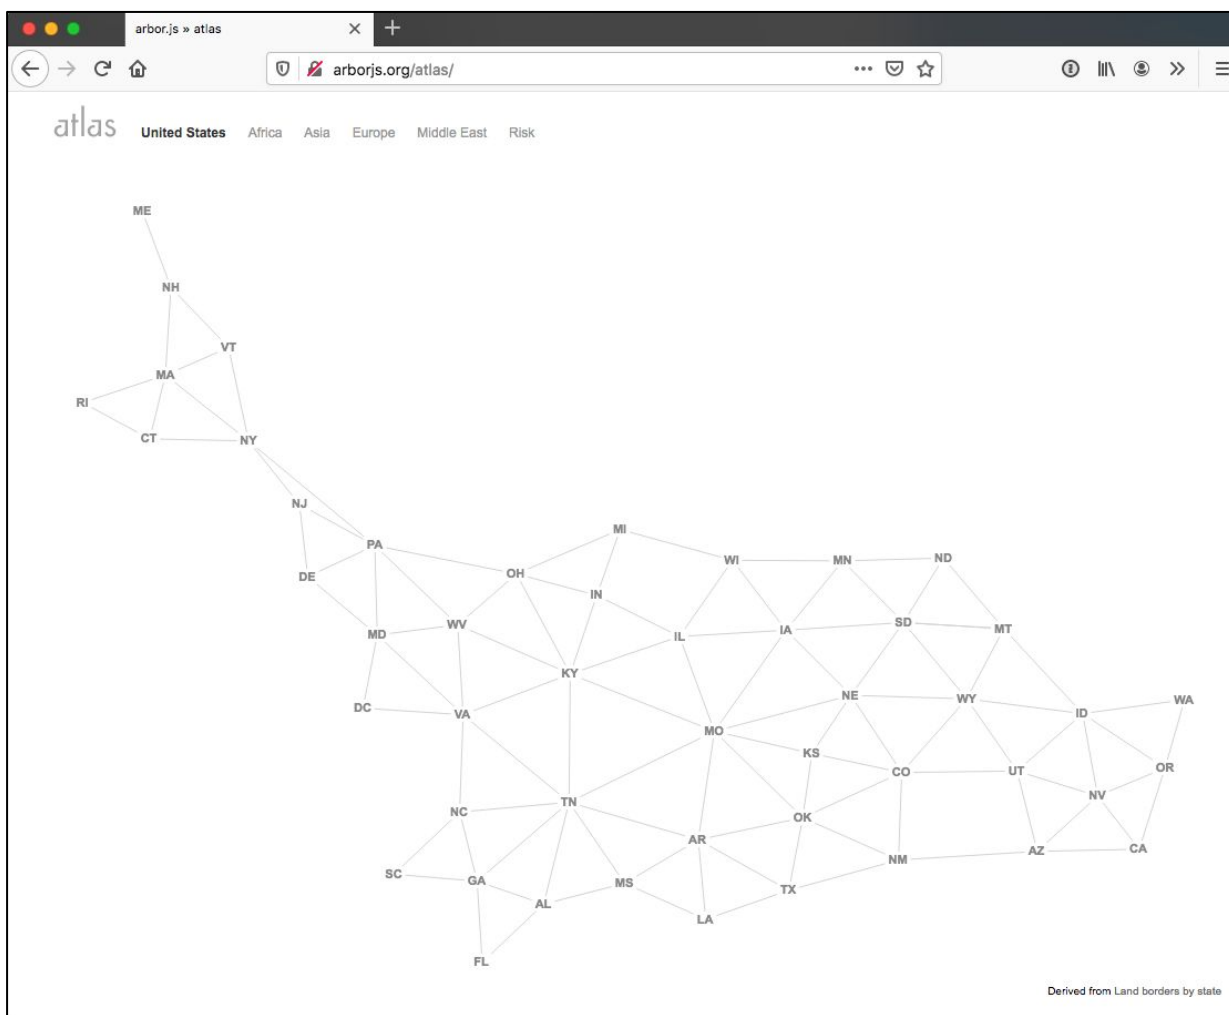 arbor.js » atlas
arborjs.org/atlas/
atlas United States Africa Asia Europe Middle East Risk
ME
NH
VT
MA
RI
CT NY
NJ
MI
PA
WI MN ND
OH
DE
IN
SD
WV
MT
IA
MD
IL
KY
NE
WY
WA
DC
VA
ID
MO
KS
OR
CO UT
NV
TN
NC
OK
AR
CA
AZ
NM
SC
GA
MS
TX
AL
LA
FL
Derived from Land borders by state